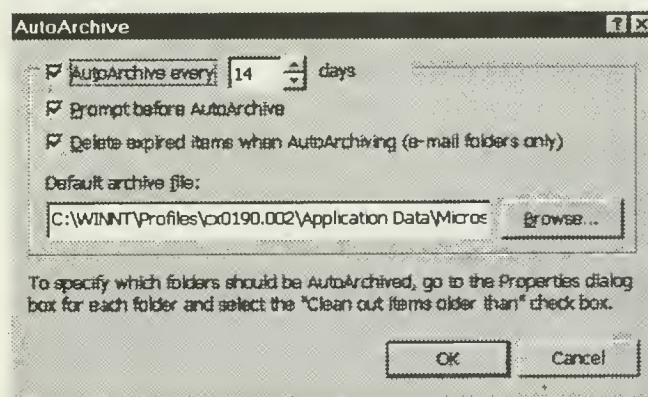 AutoArchive
AutoArchive every 14 days
Prompt before AutoArchive
Delete expired items when AutoArchiving (e-mail folders only)
Default archive file:
C:\WINNT\Profiles\cx0190.002\Application Data\Micros Browse...
To specify which folders should be AutoArchived, go to the Properties dialog
box for each folder and select the "Clean out items older than" check box.
OK Cancel